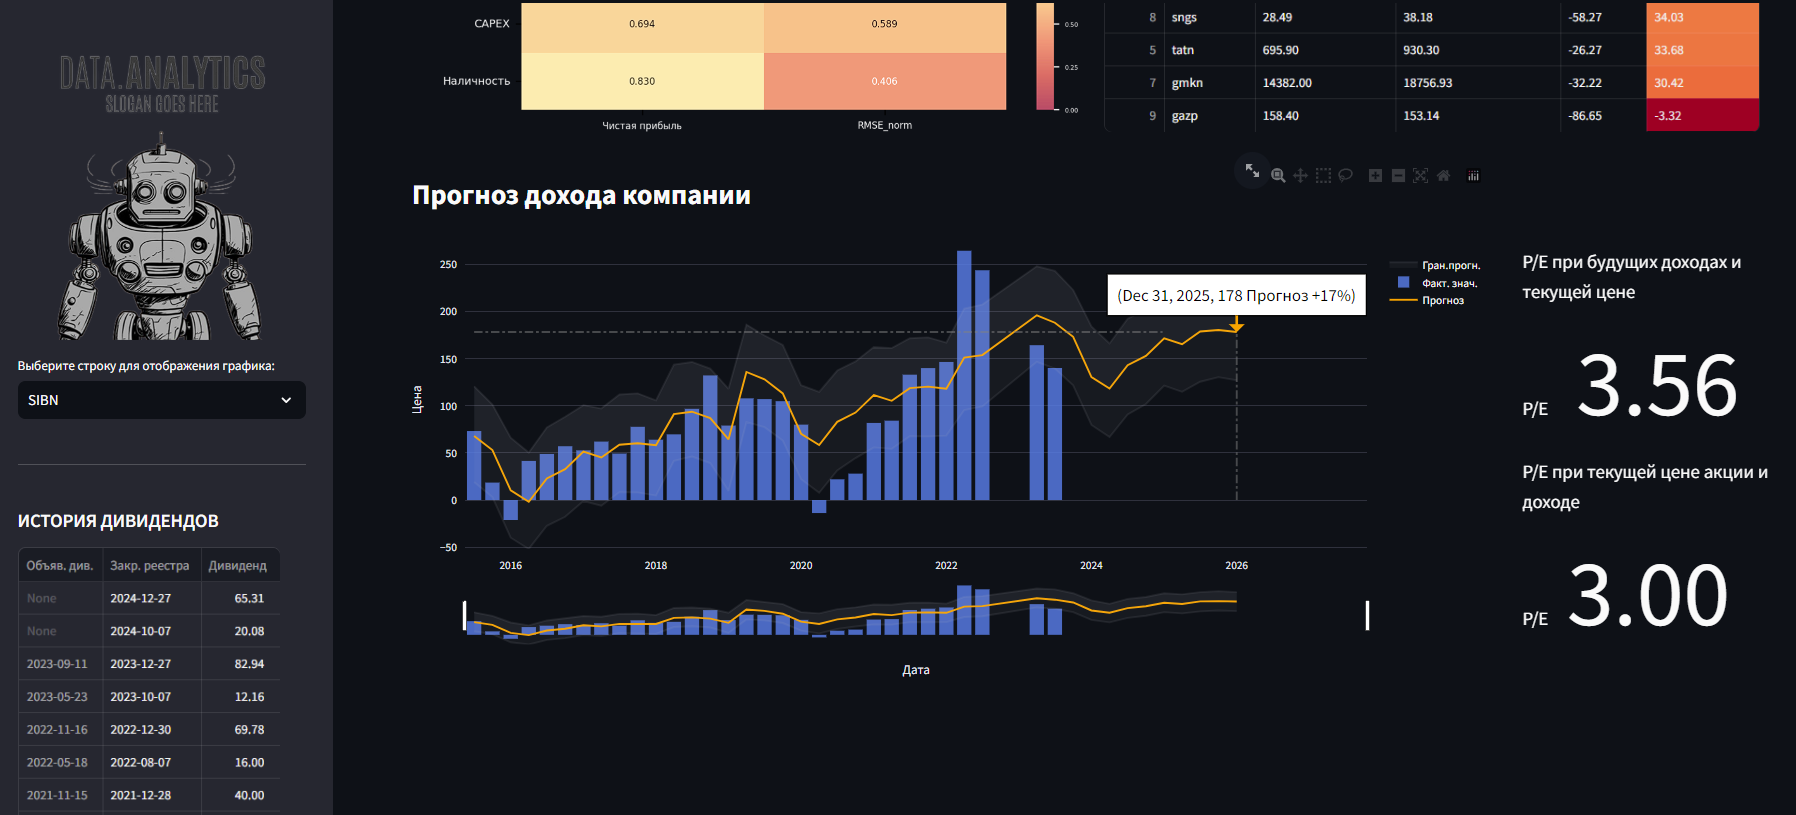 DATA.ANALYTICS
SLOGAN GOES HERE
Выберите строку для отображения графика:
SIBN
ИСТОРИЯ ДИВИДЕНДОВ
Объяв. див. Закр. реестра Дивиденд
None 2024-12-27 65.31
None 2024-10-07 20.08
2023-09-11 2023-12-27 82.94
2023-05-23 2023-10-07 12.16
2022-11-16 2022-12-30 69.78
2022-05-18 2022-08-07 16.00
2021-11-15 2021-12-28 40.00
CAPEX 0.694 0.589
Наличность 0.830 0.406
Чистая прибыль RMSE_norm
0.50
0.25
0.00
8 sngs 28.49 38.18 -58.27 34.03
5 tatn 695.90 930.30 -26.27 33.68
7 gmkn 14382.00 18756.93 -32.22 30.42
9 gazp 158.40 153.14 -86.65 -3.32
Прогноз дохода компании
Цена
250
200
150
100
50
0
−50
2016 2018 2020 2022 2024 2026
(Dec 31, 2025, 178 Прогноз +17%)
Гран.прогн.
Факт. знач.
Прогноз
Дата
P/E при будущих доходах и
текущей цене
P/E 3.56
P/E при текущей цене акции и
доходе
P/E 3.00